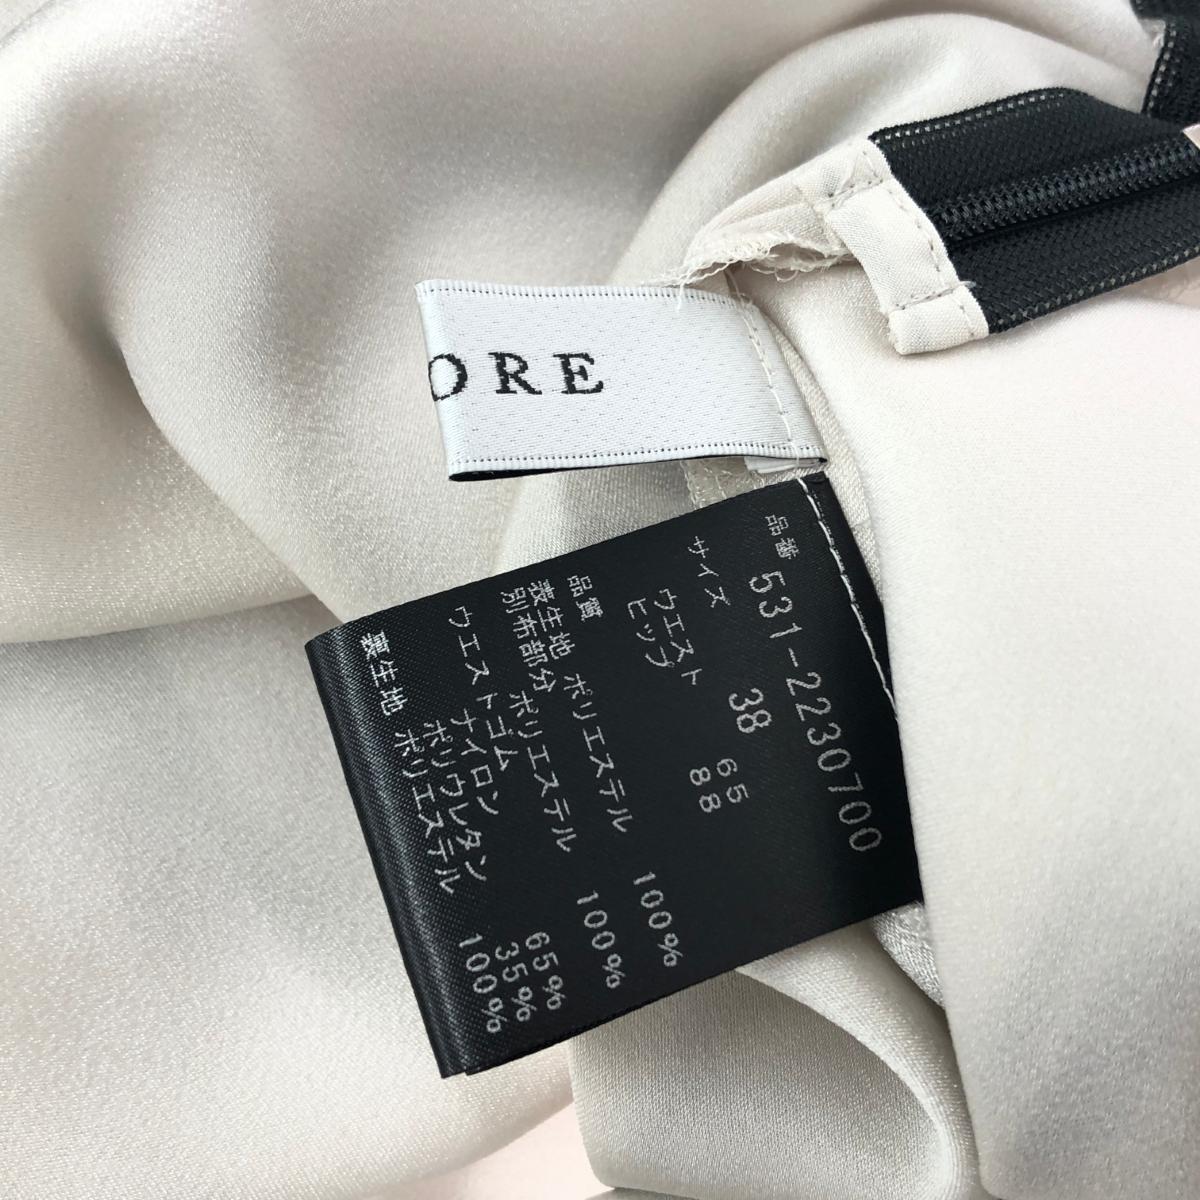 ORE
品番 531-2230700
サイズ 38
ウエスト 65
ヒップ 88
品質
表生地 ポリエステル 100%
別布部分 ポリエステル 100%
ウエストゴム
ナイロン 65%
ポリウレタン 35%
裏生地 ポリエステル 100%